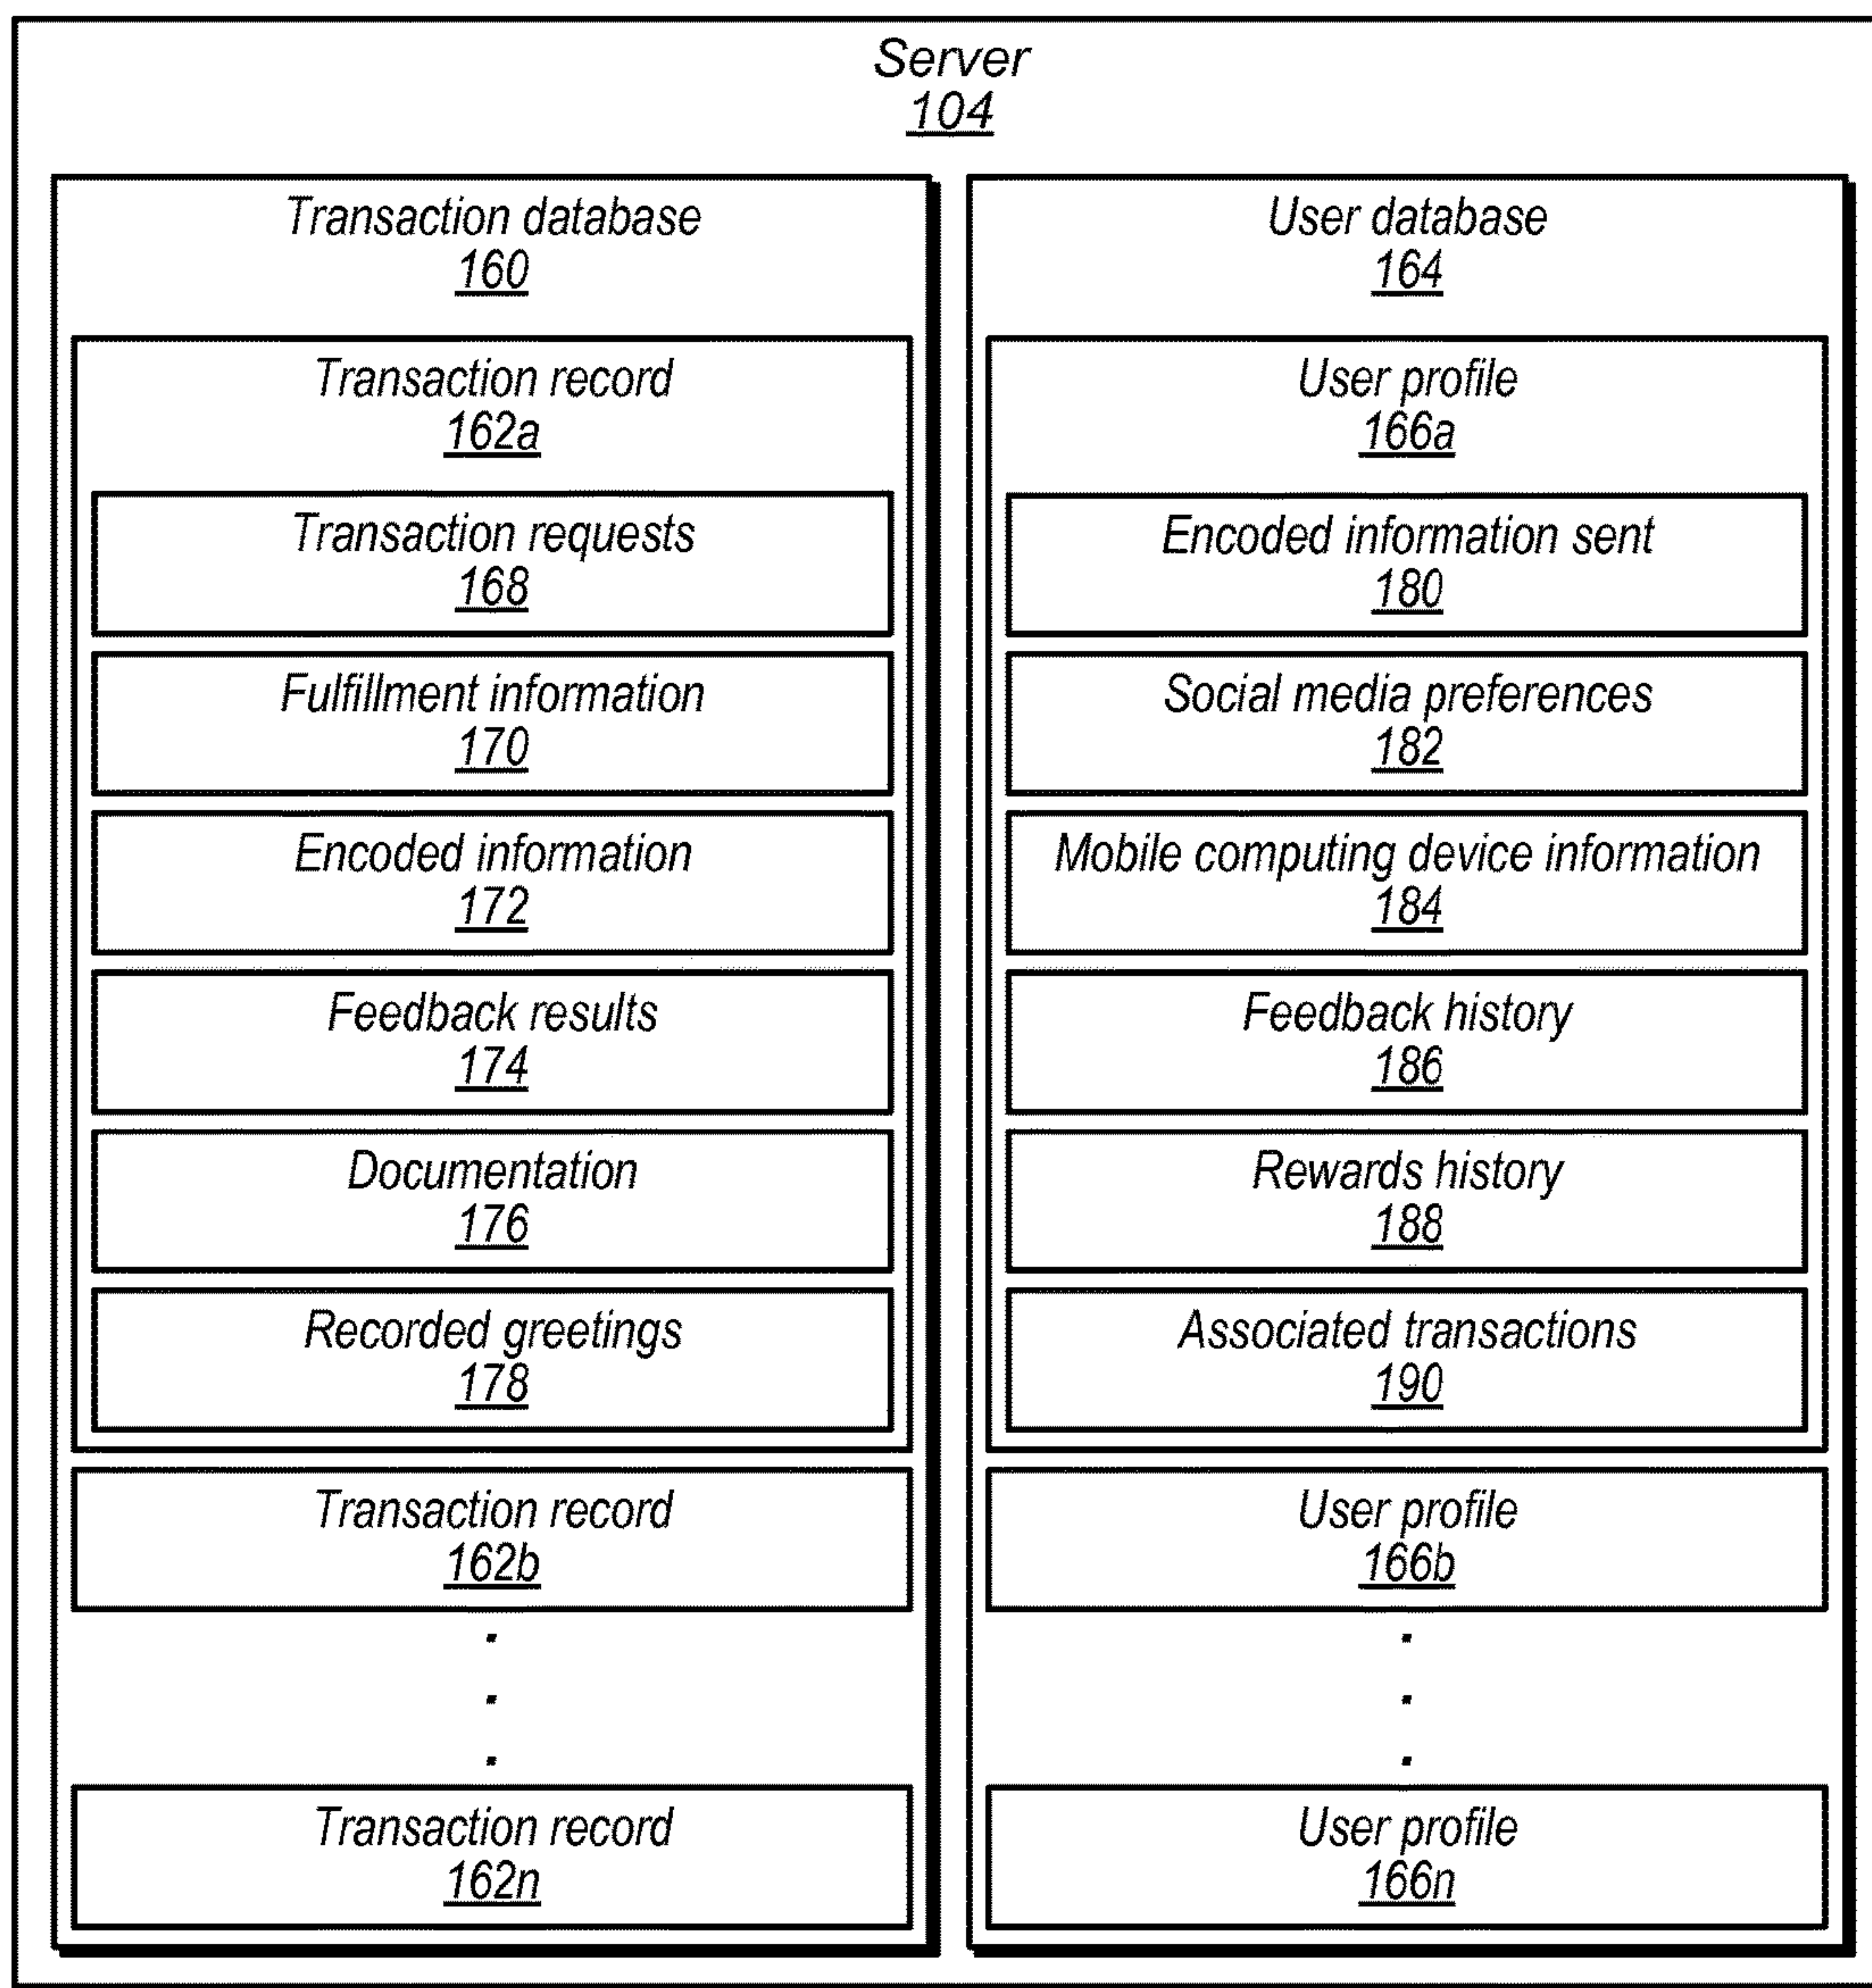 Server
104
Transaction database
160
Transaction record
162a
Transaction requests
168
Fulfillment information
170
Encoded information
172
Feedback results
174
Documentation
176
Recorded greetings
178
Transaction record
162b
.
.
.
Transaction record
162n
User database
164
User profile
166a
Encoded information sent
180
Social media preferences
182
Mobile computing device information
184
Feedback history
186
Rewards history
188
Associated transactions
190
User profile
166b
.
.
.
User profile
166n